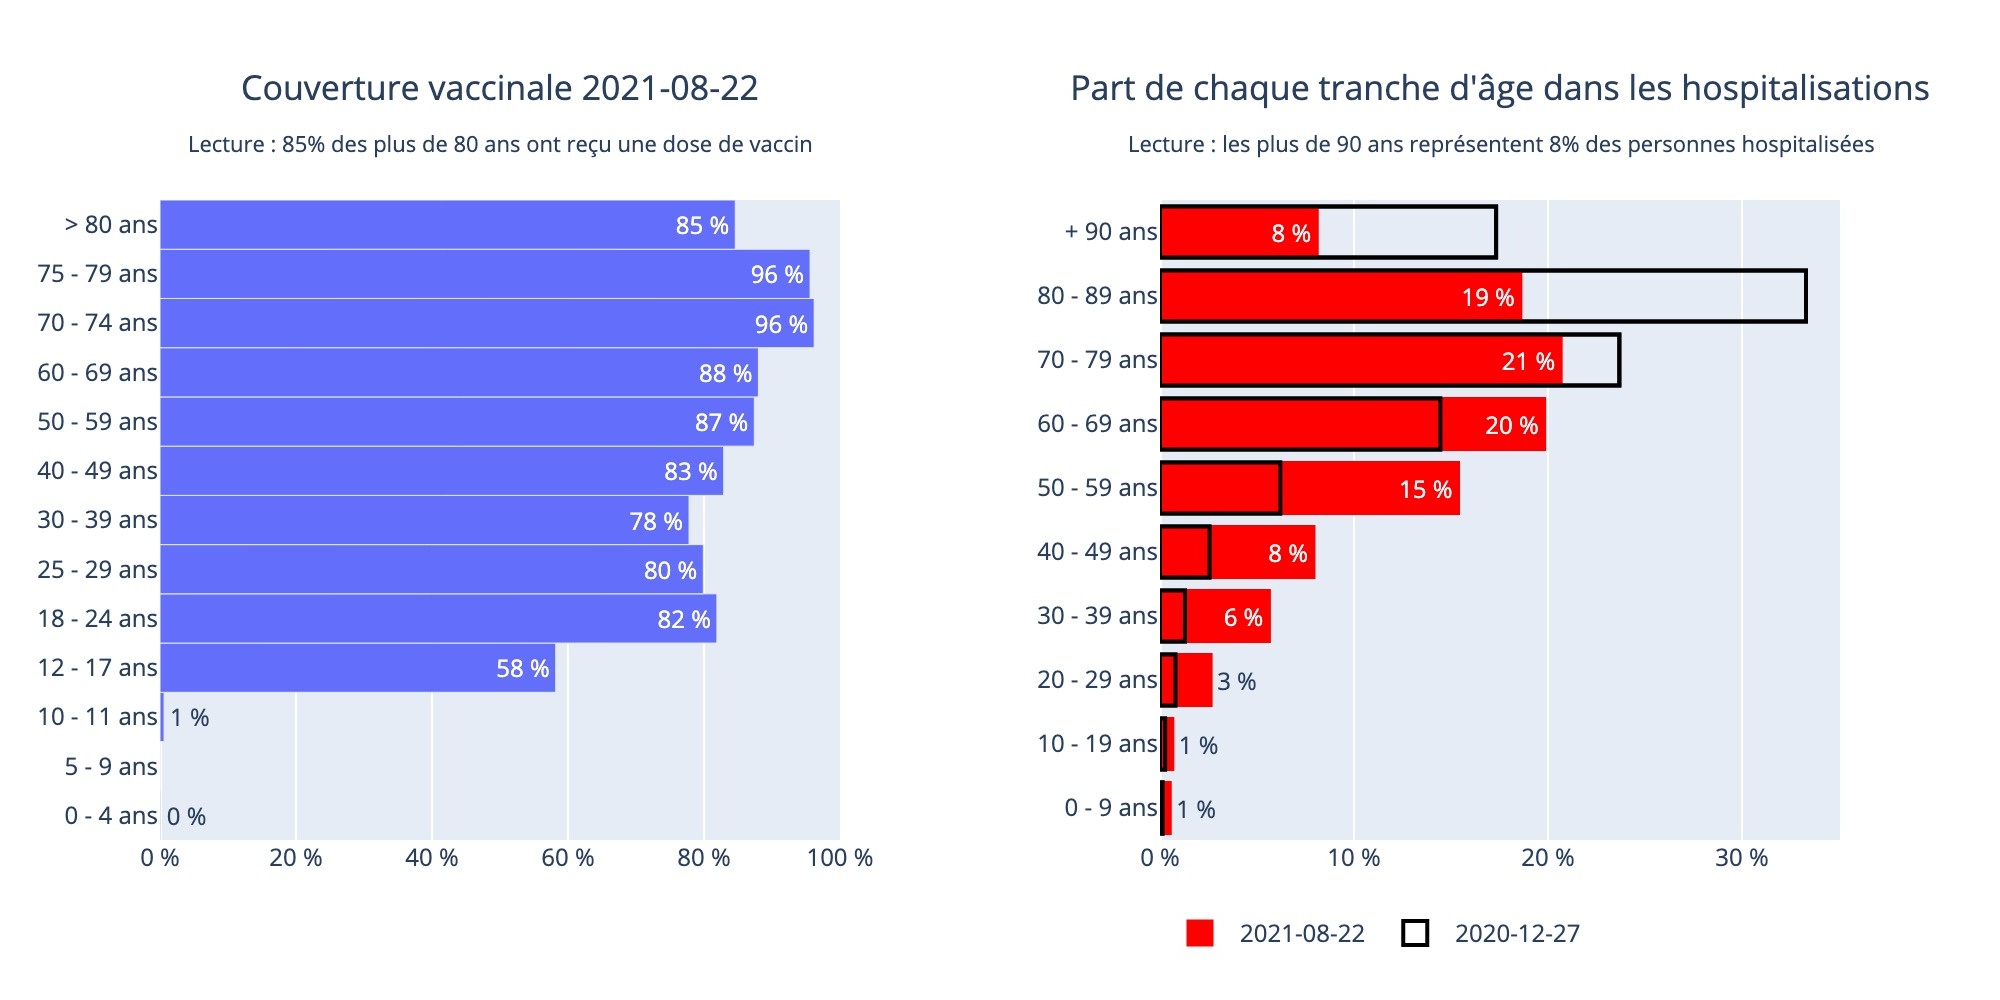 Couverture vaccinale 2021-08-22
Lecture : 85% des plus de 80 ans ont reçu une dose de vaccin
> 80 ans 85 %
75 - 79 ans 96 %
70 - 74 ans 96 %
60 - 69 ans 88 %
50 - 59 ans 87 %
40 - 49 ans 83 %
30 - 39 ans 78 %
25 - 29 ans 80 %
18 - 24 ans 82 %
12 - 17 ans 58 %
10 - 11 ans 1 %
5 - 9 ans
0 - 4 ans 0 %
0 % 20 % 40 % 60 % 80 % 100 %
Part de chaque tranche d'âge dans les hospitalisations
Lecture : les plus de 90 ans représentent 8% des personnes hospitalisées
+ 90 ans 8 %
80 - 89 ans 19 %
70 - 79 ans 21 %
60 - 69 ans 20 %
50 - 59 ans 15 %
40 - 49 ans 8 %
30 - 39 ans 6 %
20 - 29 ans 3 %
10 - 19 ans 1 %
0 - 9 ans 1 %
0 % 10 % 20 % 30 %
2021-08-22 2020-12-27